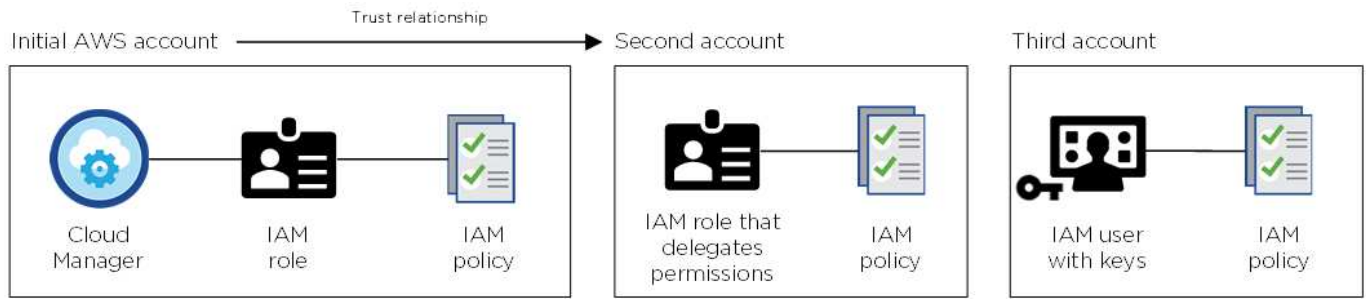 Trust relationship
Initial AWS account
Second account
Third account
Cloud
Manager
IAM
role
IAM
policy
IAM role that
delegates
permissions
IAM
policy
IAM user
with keys
IAM
policy